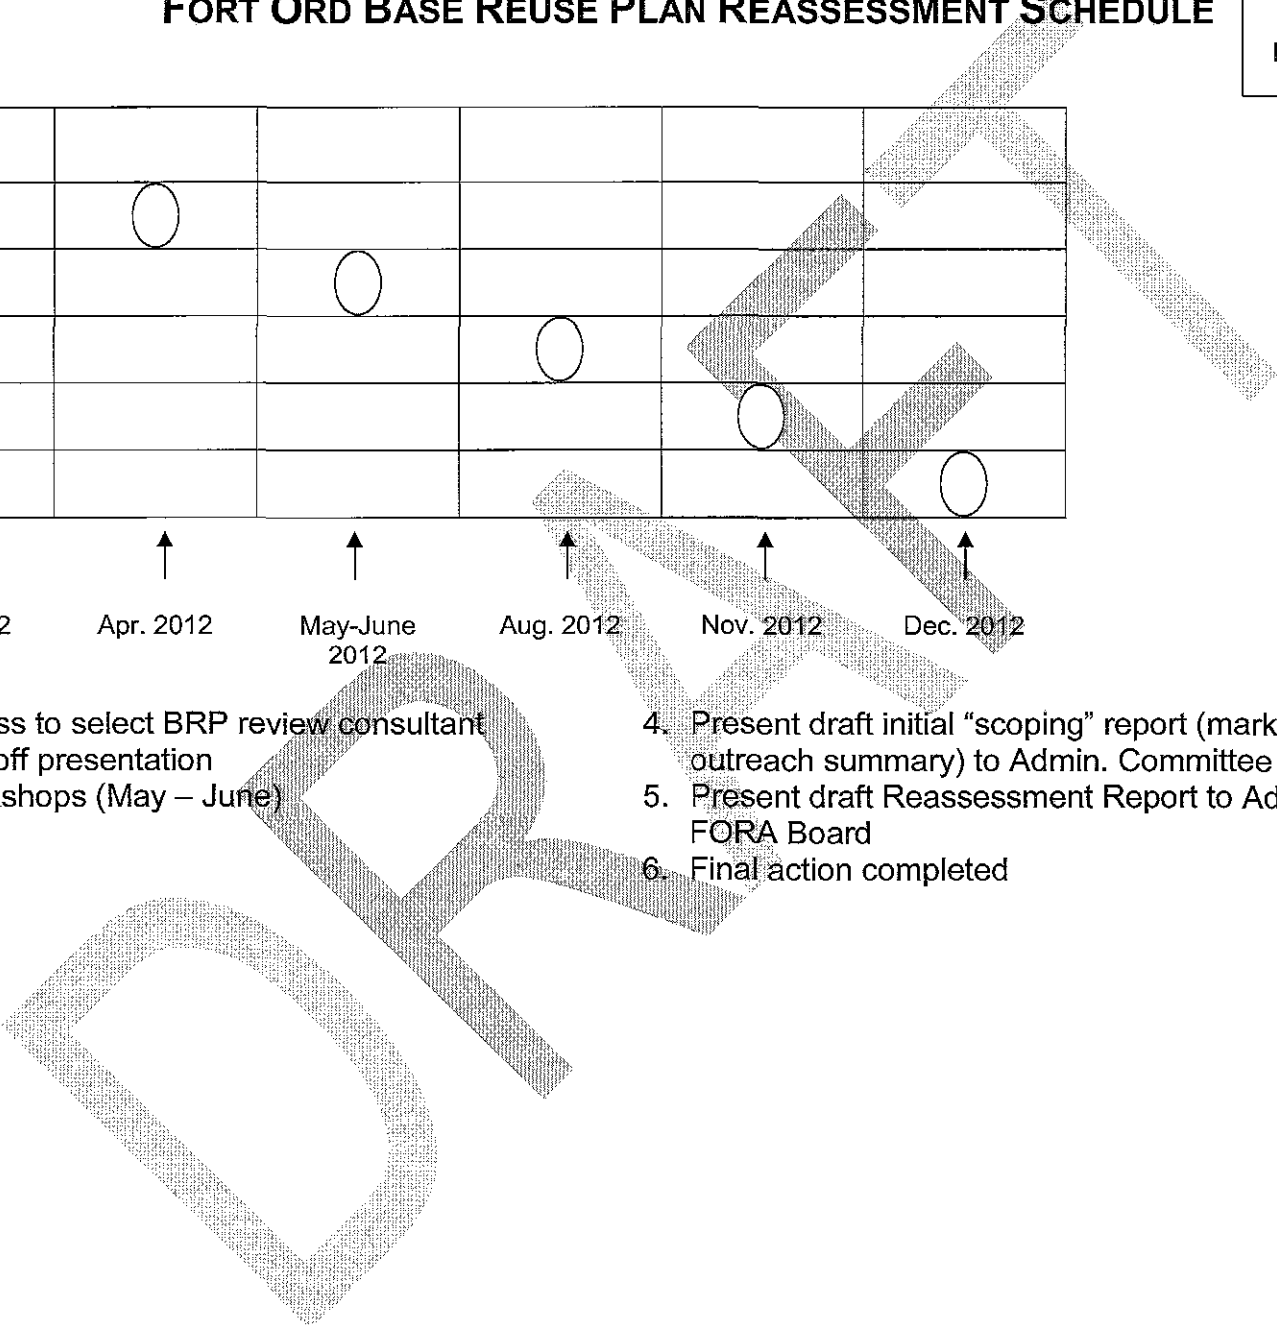 FORT ORD BASE REUSE PLAN REASSESSMENT SCHEDULE
2
Apr. 2012
May-June
2012
Aug. 2012
Nov. 2012
Dec. 2012
ss to select BRP review consultant
off presentation
shops (May – June)
4. Present draft initial “scoping” report (mark
outreach summary) to Admin. Committee
5. Present draft Reassessment Report to Ad
FORA Board
6. Final action completed
DRAFT